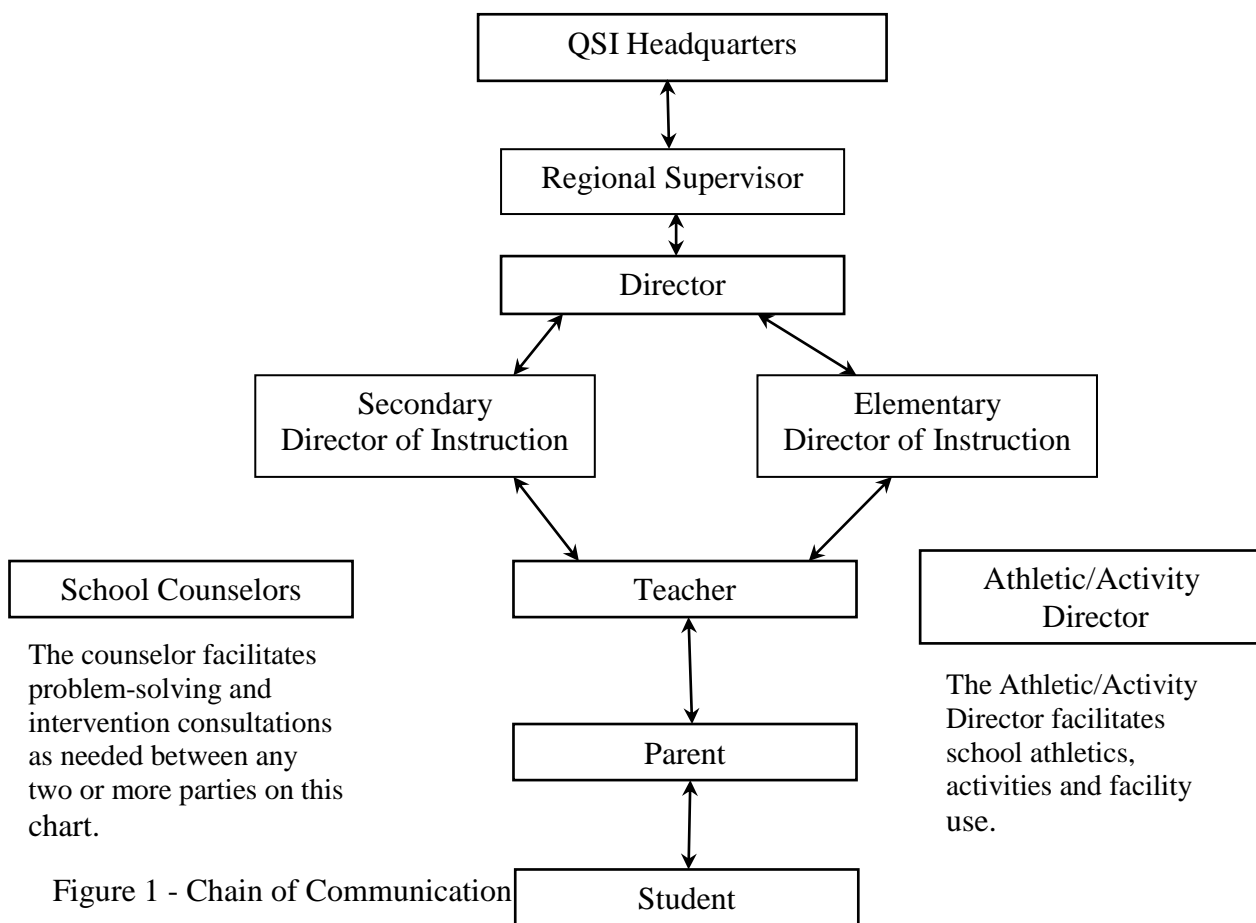 QSI Headquarters
Regional Supervisor
Director
Secondary
Director of Instruction
Elementary
Director of Instruction
School Counselors
The counselor facilitates
problem-solving and
intervention consultations
as needed between any
two or more parties on this
chart.
Teacher
Athletic/Activity
Director
The Athletic/Activity
Director facilitates
school athletics,
activities and facility
use.
Parent
Figure 1 - Chain of Communication
Student